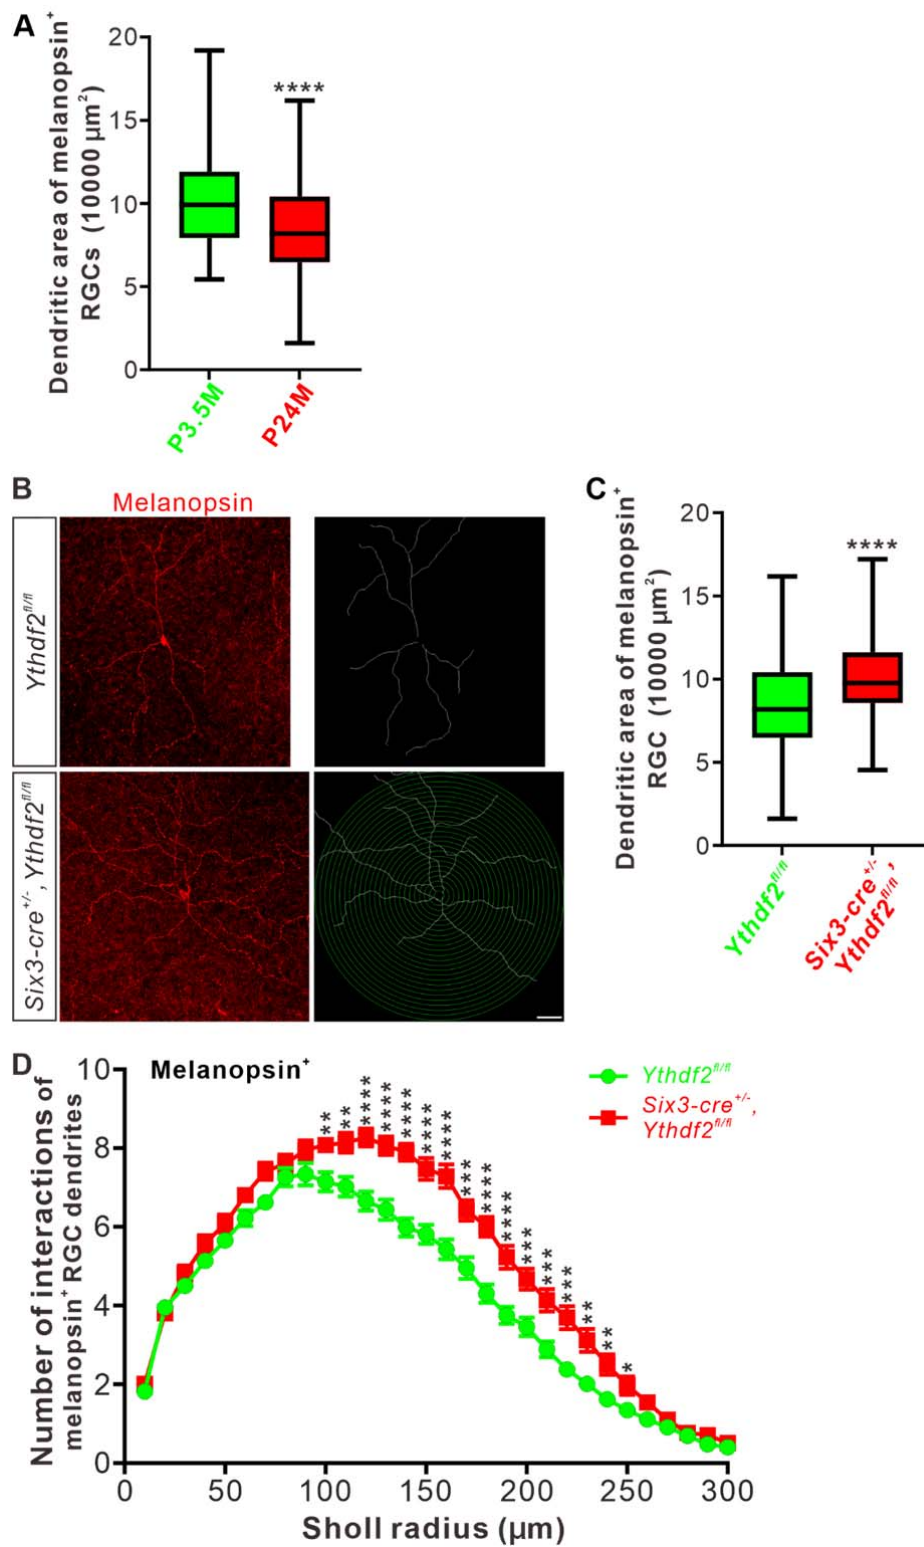 A
Dendritic area of melanopsin⁺
RGCs (10000 µm²)
20
15
10
5
0
****
P3.5M
P24M
B
Melanopsin
Ythdf2fl/fl
Six3-cre+/-, Ythdf2fl/fl
C
Dendritic area of melanopsin⁺
RGC (10000 µm²)
20
15
10
5
0
****
Ythdf2fl/fl
Six3-cre+/-,
Ythdf2fl/fl
D
Melanopsin⁺
Number of interactions of
melanopsin⁺ RGC dendrites
10
8
6
4
2
0
**
**
****
****
****
****
****
***
****
****
****
***
***
**
**
*
Ythdf2fl/fl
Six3-cre+/-,
Ythdf2fl/fl
0 50 100 150 200 250 300
Sholl radius (µm)